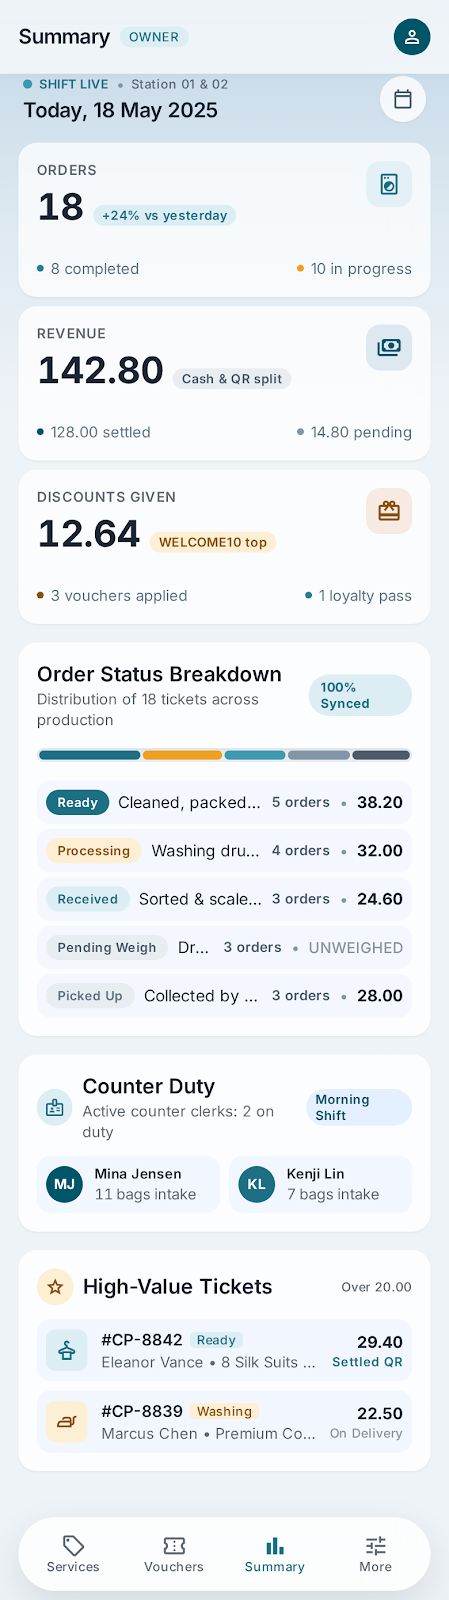 Summary OWNER
SHIFT LIVE • Station 01 & 02
Today, 18 May 2025
ORDERS
18 +24% vs yesterday
8 completed 10 in progress
REVENUE
142.80 Cash & QR split
128.00 settled 14.80 pending
DISCOUNTS GIVEN
12.64 WELCOME10 top
3 vouchers applied 1 loyalty pass
Order Status Breakdown
Distribution of 18 tickets across
production
100%
Synced
Ready Cleaned, packed... 5 orders • 38.20
Processing Washing dru... 4 orders • 32.00
Received Sorted & scale... 3 orders • 24.60
Pending Weigh Dr... 3 orders • UNWEIGHED
Picked Up Collected by ... 3 orders • 28.00
Counter Duty
Active counter clerks: 2 on
duty
Morning
Shift
MJ Mina Jensen
11 bags intake
KL Kenji Lin
7 bags intake
High-Value Tickets Over 20.00
#CP-8842 Ready 29.40
Eleanor Vance • 8 Silk Suits ... Settled QR
#CP-8839 Washing 22.50
Marcus Chen • Premium Co... On Delivery
Services Vouchers Summary More